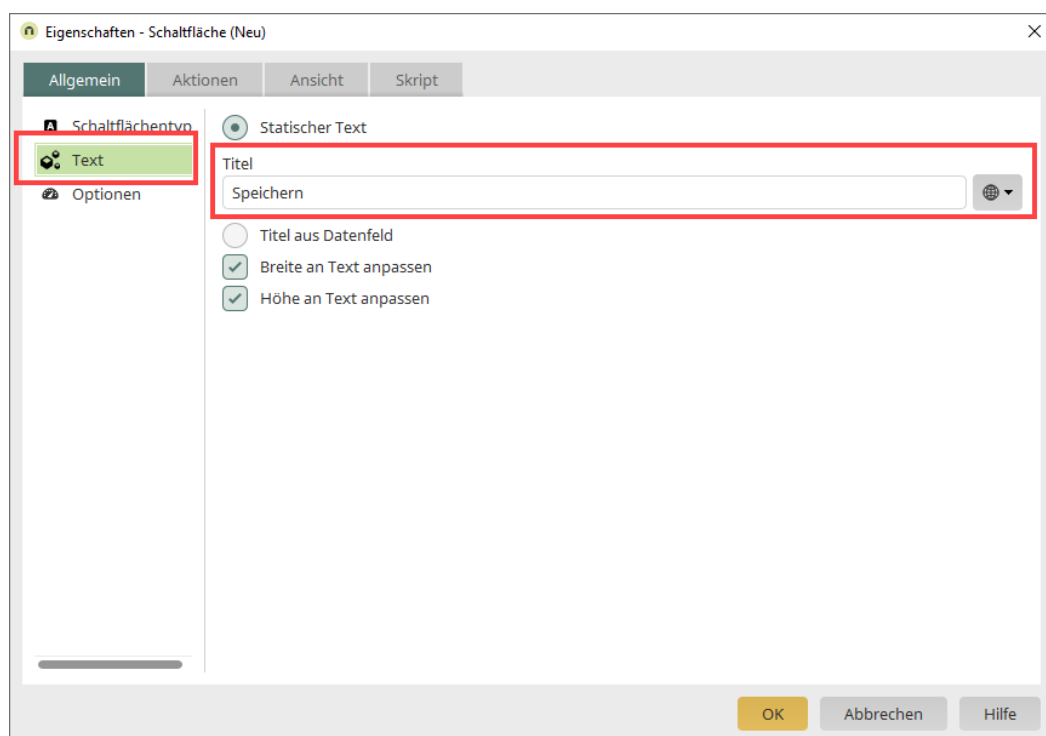 Eigenschaften - Schaltfläche (Neu)
Allgemein Aktionen Ansicht Skript
Schaltflächentyp
Text
Optionen
Statischer Text
Titel
Speichern
Titel aus Datenfeld
Breite an Text anpassen
Höhe an Text anpassen
OK Abbrechen Hilfe